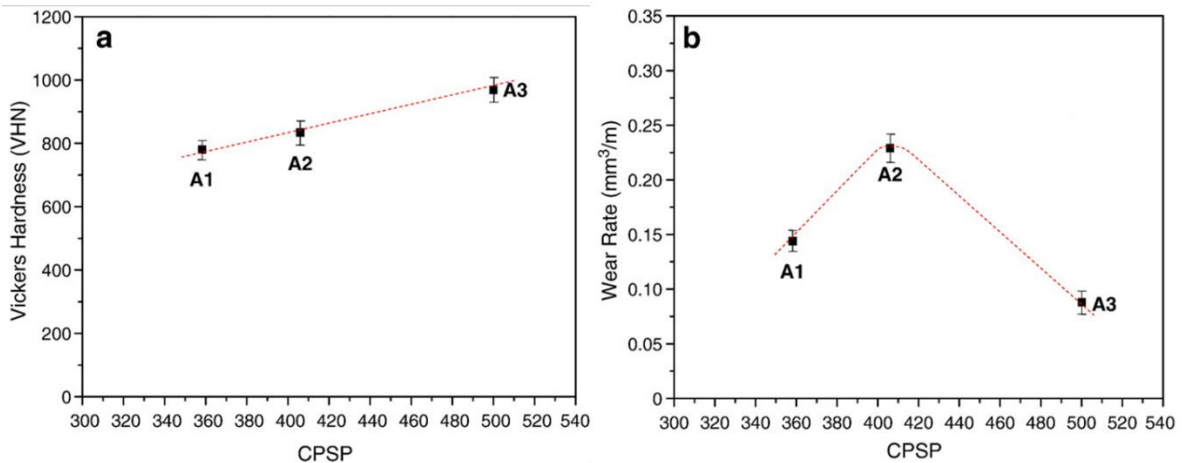 a
1200
1000
800
600
400
200
0
Vickers Hardness (VHN)
A1
A2
A3
300 320 340 360 380 400 420 440 460 480 500 520 540
CPSP
b
0.35
0.30
0.25
0.20
0.15
0.10
0.05
0
Wear Rate (mm³/m)
A1
A2
A3
300 320 340 360 380 400 420 440 460 480 500 520 540
CPSP